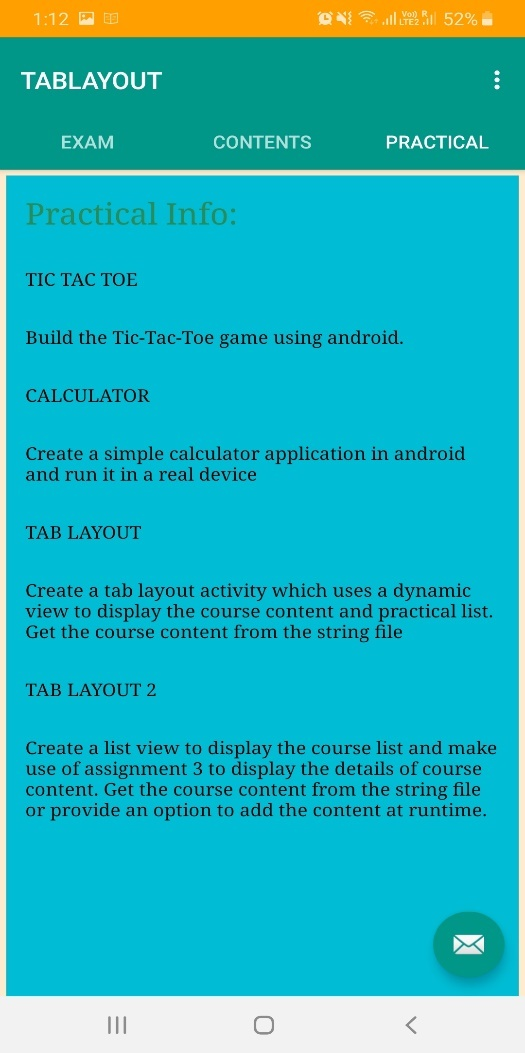 1:12
52%
TABLAYOUT
EXAM CONTENTS PRACTICAL
Practical Info:
TIC TAC TOE
Build the Tic-Tac-Toe game using android.
CALCULATOR
Create a simple calculator application in android
and run it in a real device
TAB LAYOUT
Create a tab layout activity which uses a dynamic
view to display the course content and practical list.
Get the course content from the string file
TAB LAYOUT 2
Create a list view to display the course list and make
use of assignment 3 to display the details of course
content. Get the course content from the string file
or provide an option to add the content at runtime.